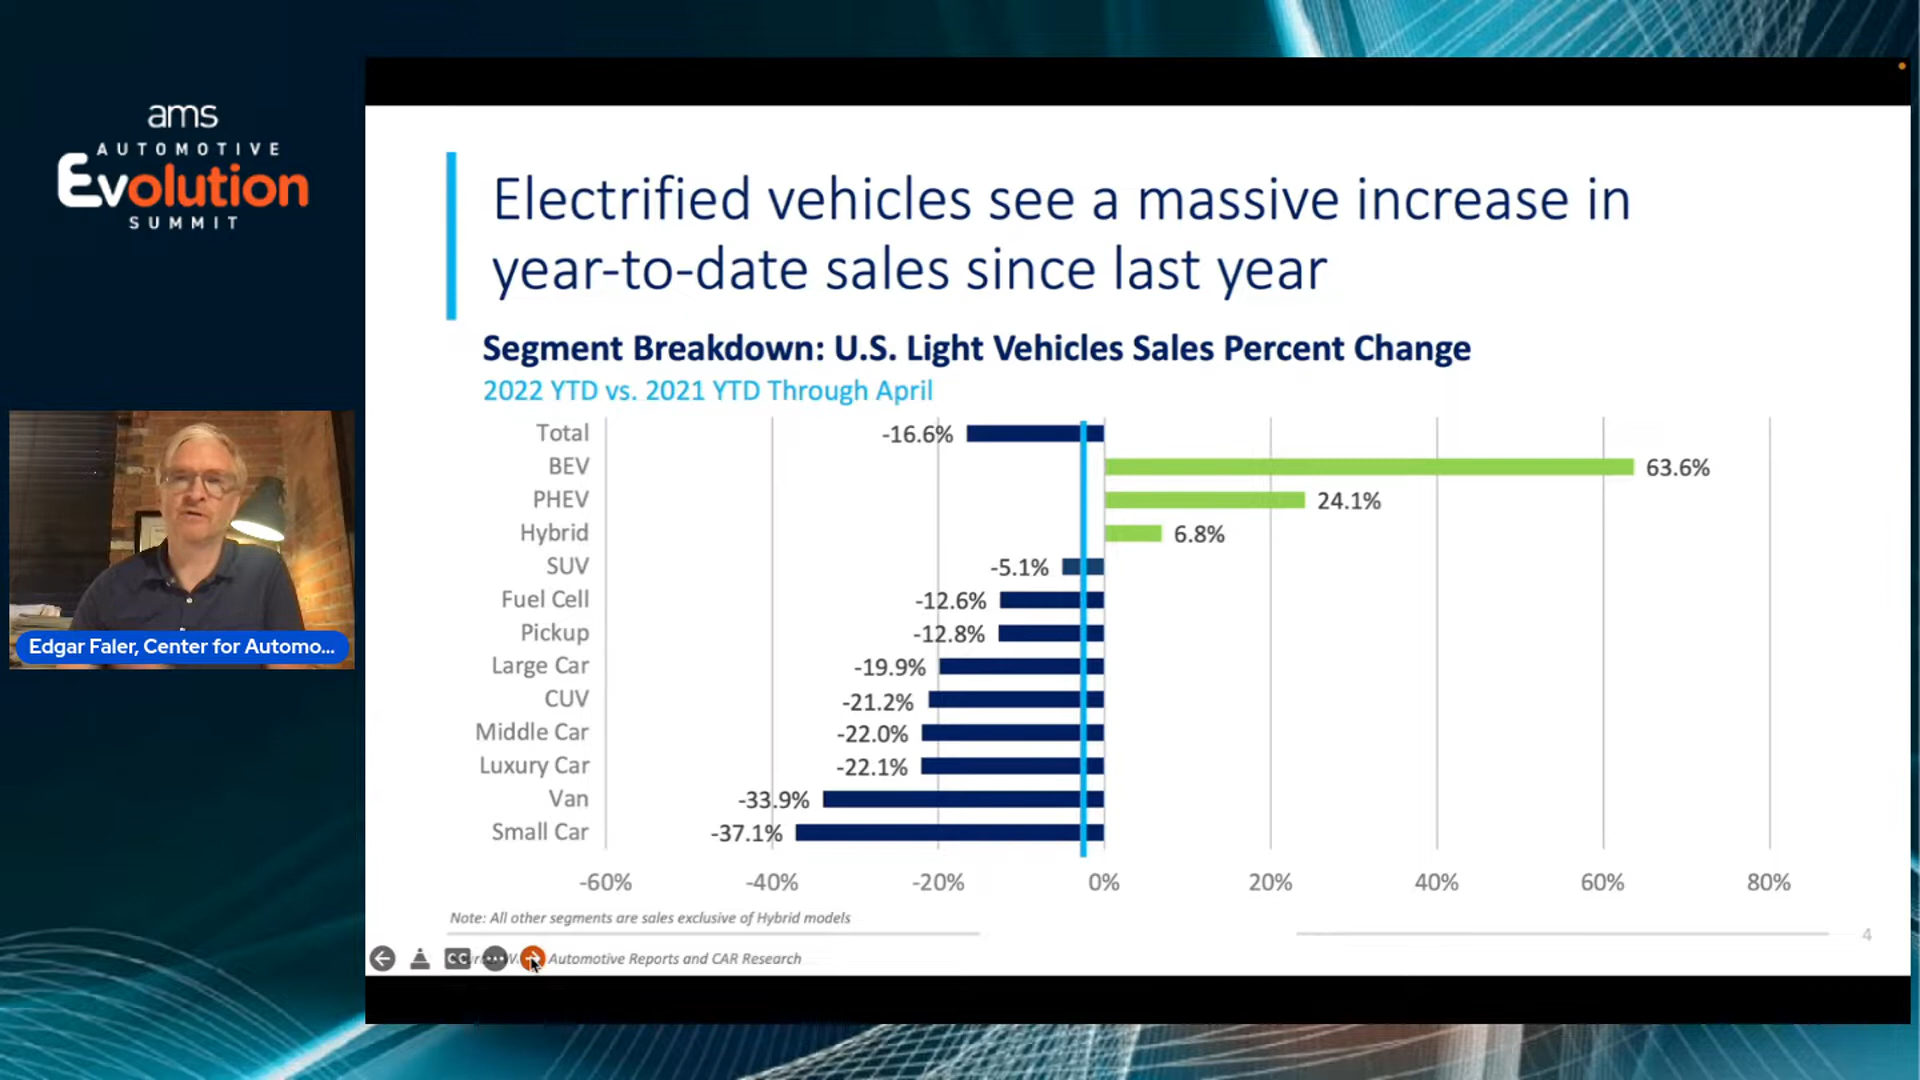 ams
AUTOMOTIVE
Evolution
SUMMIT
Edgar Faler, Center for Automo...
Electrified vehicles see a massive increase in
year-to-date sales since last year
Segment Breakdown: U.S. Light Vehicles Sales Percent Change
2022 YTD vs. 2021 YTD Through April
Total -16.6%
BEV 63.6%
PHEV 24.1%
Hybrid 6.8%
SUV -5.1%
Fuel Cell -12.6%
Pickup -12.8%
Large Car -19.9%
CUV -21.2%
Middle Car -22.0%
Luxury Car -22.1%
Van -33.9%
Small Car -37.1%
-60% -40% -20% 0% 20% 40% 60% 80%
Note: All other segments are sales exclusive of Hybrid models
4
CC
Automotive Reports and CAR Research